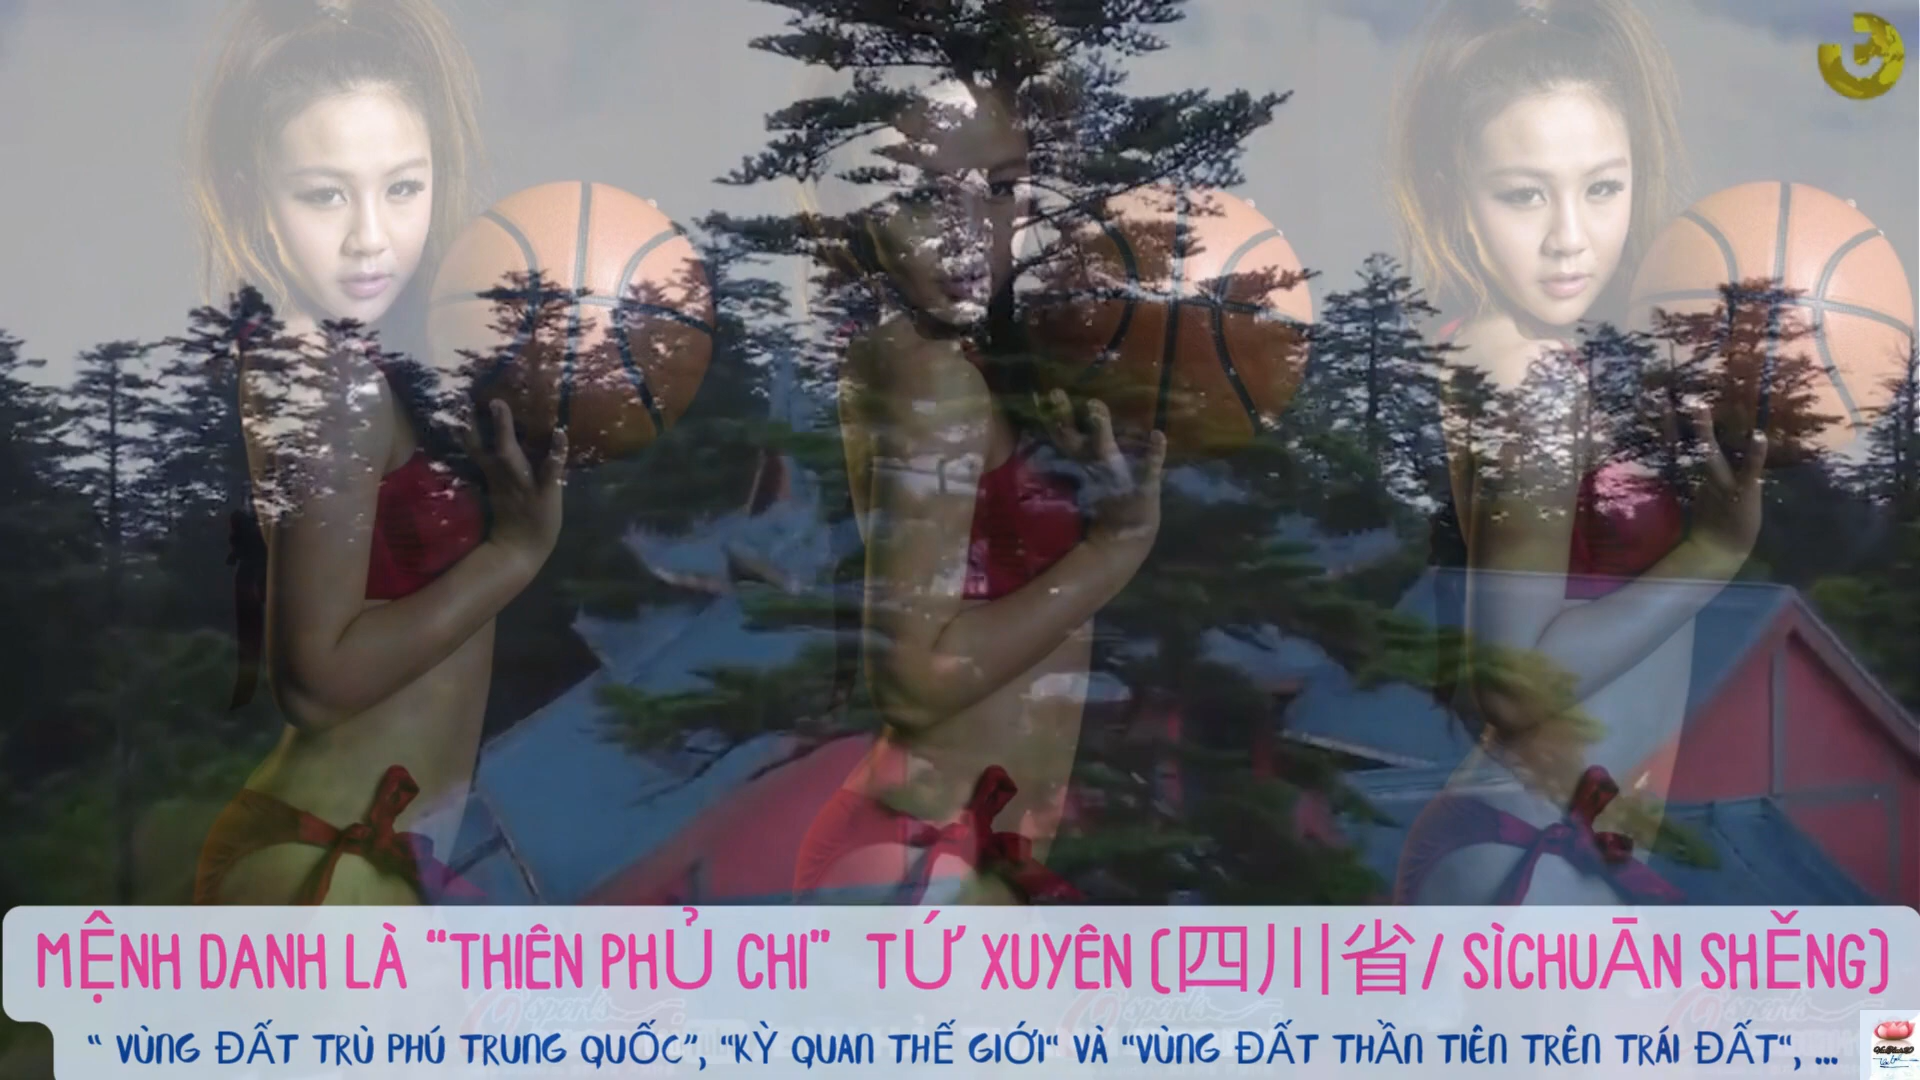 MỆNH DANH LÀ “THIÊN PHỦ CHI” TỨ XUYÊN (四川省/ SÌCHUĀN SHĚNG)
“ VÙNG ĐẤT TRÙ PHÚ TRUNG QUỐC”, “KỲ QUAN THẾ GIỚI“ VÀ “VÙNG ĐẤT THẦN TIÊN TRÊN TRÁI ĐẤT“, ...